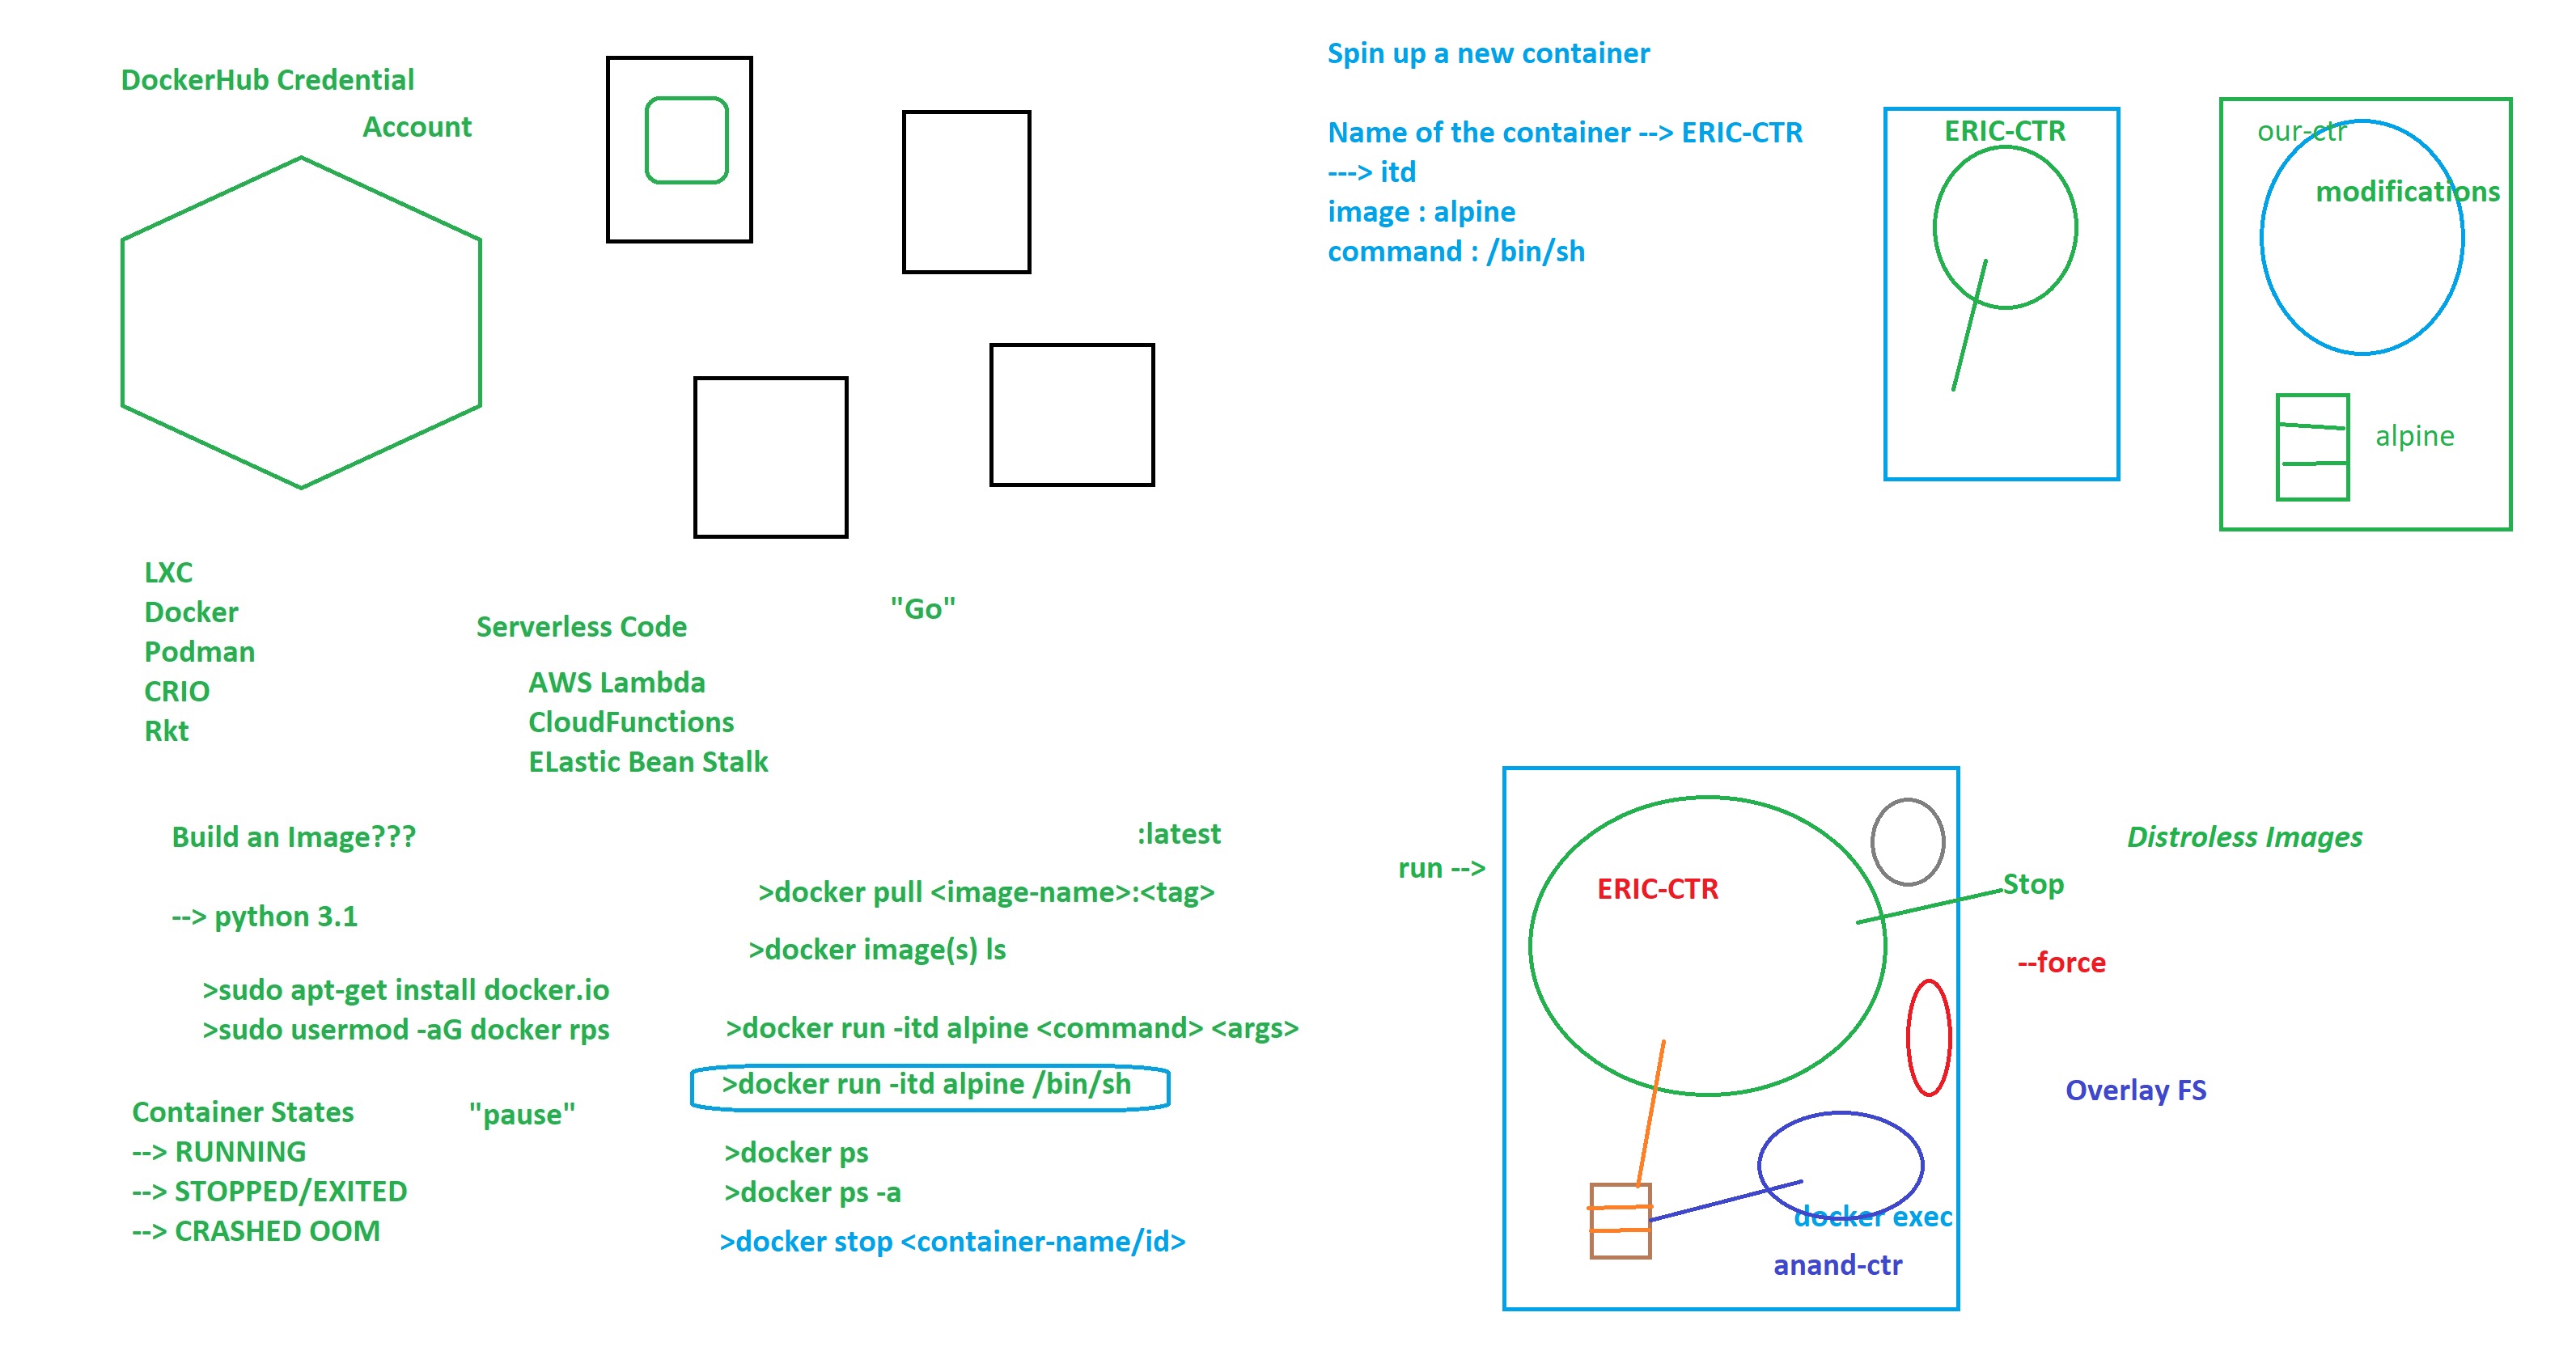 DockerHub Credential
Account
Spin up a new container
Name of the container --> ERIC-CTR
---> itd
image : alpine
command : /bin/sh
ERIC-CTR
our-ctr
modifications
alpine
LXC
Docker
Podman
CRIO
Rkt
Serverless Code
AWS Lambda
CloudFunctions
ELastic Bean Stalk
"Go"
Build an Image???
--> python 3.1
>sudo apt-get install docker.io
>sudo usermod -aG docker rps
Container States
--> RUNNING
--> STOPPED/EXITED
--> CRASHED OOM
"pause"
:latest
>docker pull <image-name>:<tag>
>docker image(s) ls
>docker run -itd alpine <command> <args>
>docker run -itd alpine /bin/sh
>docker ps
>docker ps -a
>docker stop <container-name/id>
run -->
ERIC-CTR
Stop
--force
docker exec
anand-ctr
Distroless Images
Overlay FS